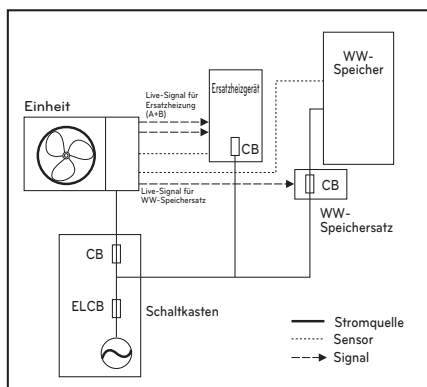 WW-
Speicher
Ersatzheizgerät
Live-Signal für
Ersatzheizung
(A+B)
Einheit
CB
CB
Live-Signal für
WW-Speichersatz
WW-
Speichersatz
CB
ELCB
Schaltkasten
Stromquelle
Sensor
Signal